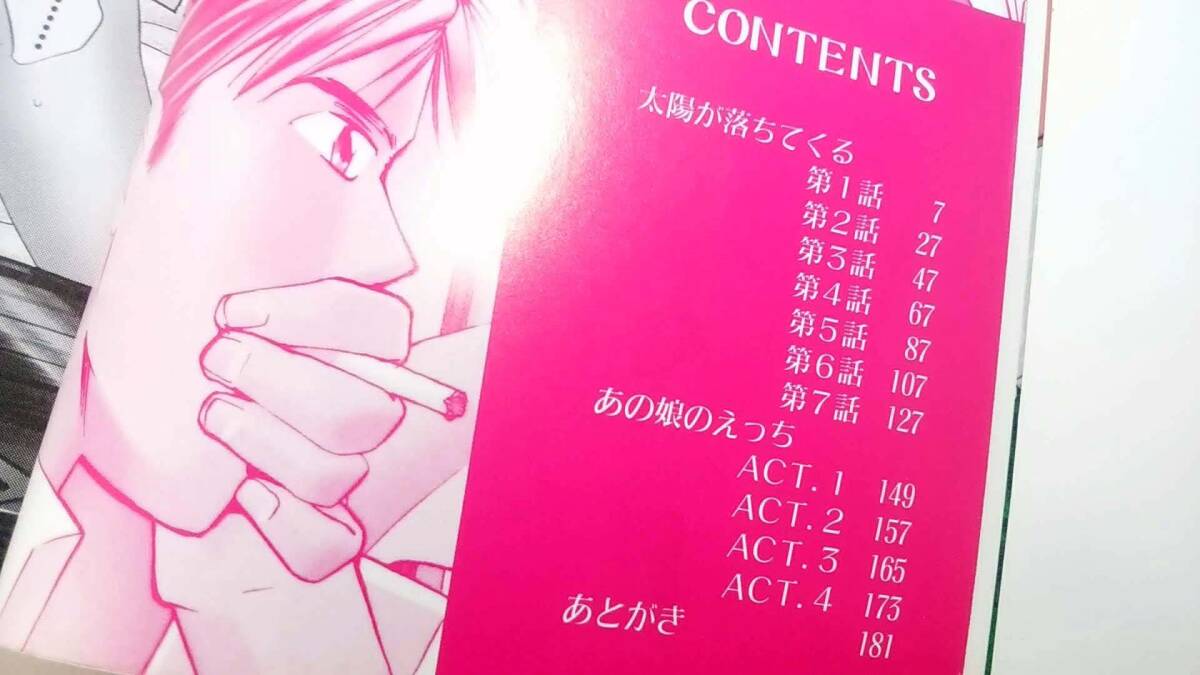 CONTENTS
太陽が落ちてくる
第1話 7
第2話 27
第3話 47
第4話 67
第5話 87
第6話 107
第7話 127
あの娘のえっち
ACT.1 149
ACT.2 157
ACT.3 165
ACT.4 173
あとがき 181